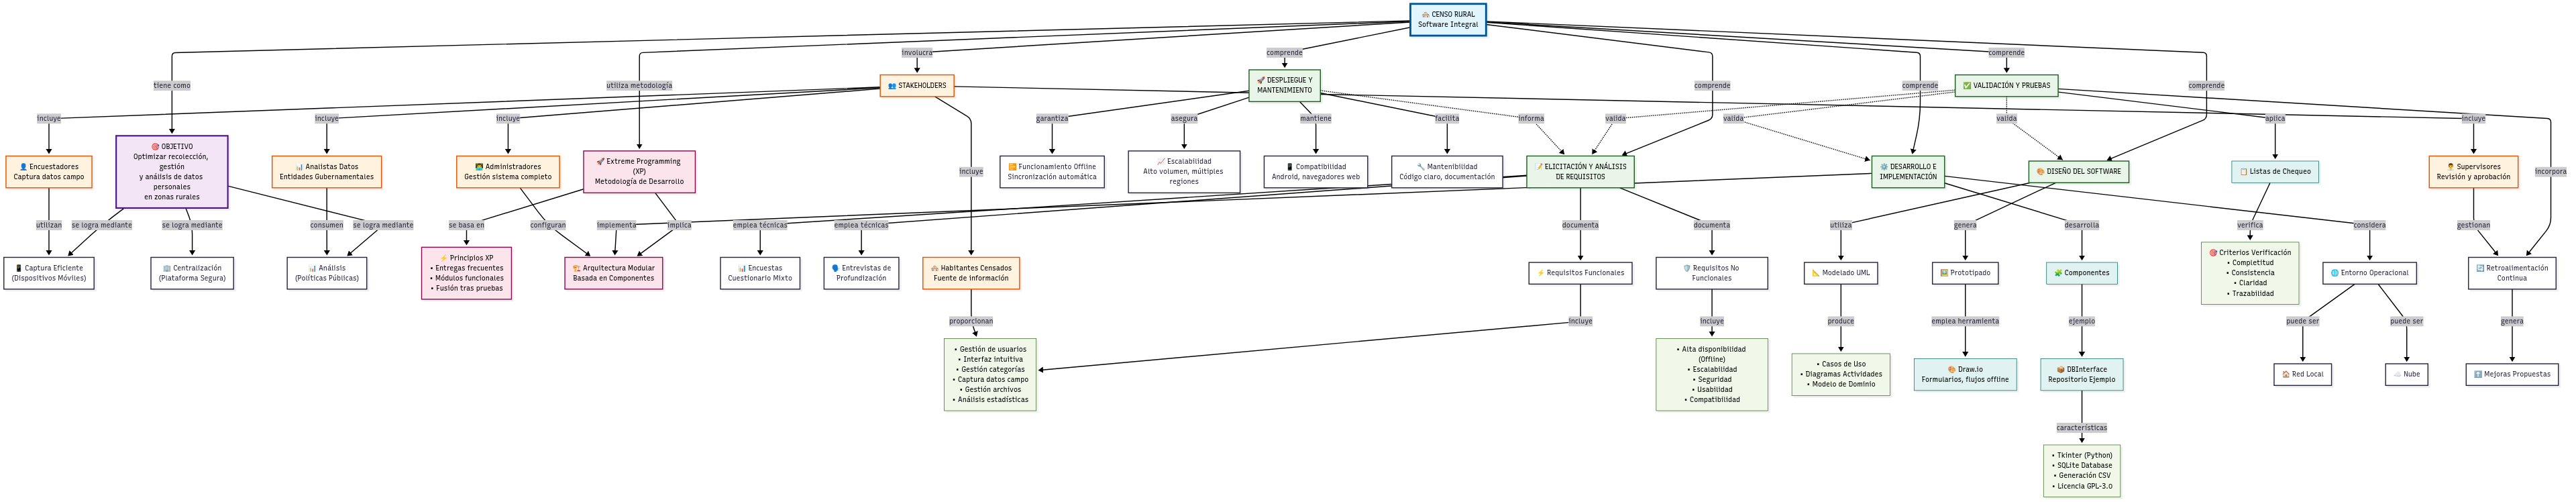 CENSO RURAL
Software Integral
involucra
comprende
comprende
tiene como
utiliza metodología
comprende
comprende
comprende
STAKEHOLDERS
DESPLIEGUE Y
MANTENIMIENTO
VALIDACIÓN Y PRUEBAS
incluye
incluye
incluye
garantiza
asegura
mantiene
facilita
informa
valida
valida
valida
aplica
incluye
incluye
incorpora
Encuestadores
Captura datos campo
OBJETIVO
Optimizar recolección,
gestión
y análisis de datos
personales
en zonas rurales
Analistas Datos
Entidades Gubernamentales
Administradores
Gestión sistema completo
Extreme Programming
(XP)
Metodología de Desarrollo
Funcionamiento Offline
Sincronización automática
Escalabilidad
Alto volumen, múltiples
regiones
Compatibilidad
Android, navegadores web
Mantenibilidad
Código claro, documentación
ELICITACIÓN Y ANÁLISIS
DE REQUISITOS
DESARROLLO E
IMPLEMENTACIÓN
DISEÑO DEL SOFTWARE
Listas de Chequeo
Supervisores
Revisión y aprobación
utilizan
se logra mediante
se logra mediante
consumen
se logra mediante
se basa en
configuran
implementa
implica
emplea técnicas
emplea técnicas
documenta
documenta
utiliza
genera
desarrolla
verifica
considera
gestionan
Captura Eficiente
(Dispositivos Móviles)
Centralización
(Plataforma Segura)
Análisis
(Políticas Públicas)
Principios XP
• Entregas frecuentes
• Módulos funcionales
• Fusión tras pruebas
Arquitectura Modular
Basada en Componentes
Encuestas
Cuestionario Mixto
Entrevistas de
Profundización
Habitantes Censados
Fuente de información
Requisitos Funcionales
Requisitos No
Funcionales
Modelado UML
Prototipado
Componentes
Criterios Verificación
• Completitud
• Consistencia
• Claridad
• Trazabilidad
Entorno Operacional
Retroalimentación
Continua
proporcionan
incluye
incluye
produce
emplea herramienta
ejemplo
puede ser
puede ser
genera
• Gestión de usuarios
• Interfaz intuitiva
• Gestión categorías
• Captura datos campo
• Gestión archivos
• Análisis estadísticas
• Alta disponibilidad
(Offline)
• Escalabilidad
• Seguridad
• Usabilidad
• Compatibilidad
• Casos de Uso
• Diagramas Actividades
• Modelo de Dominio
Draw.io
Formularios, flujos offline
DBInterface
Repositorio Ejemplo
Red Local
Nube
Mejoras Propuestas
características
• Tkinter (Python)
• SQLite Database
• Generación CSV
• Licencia GPL-3.0